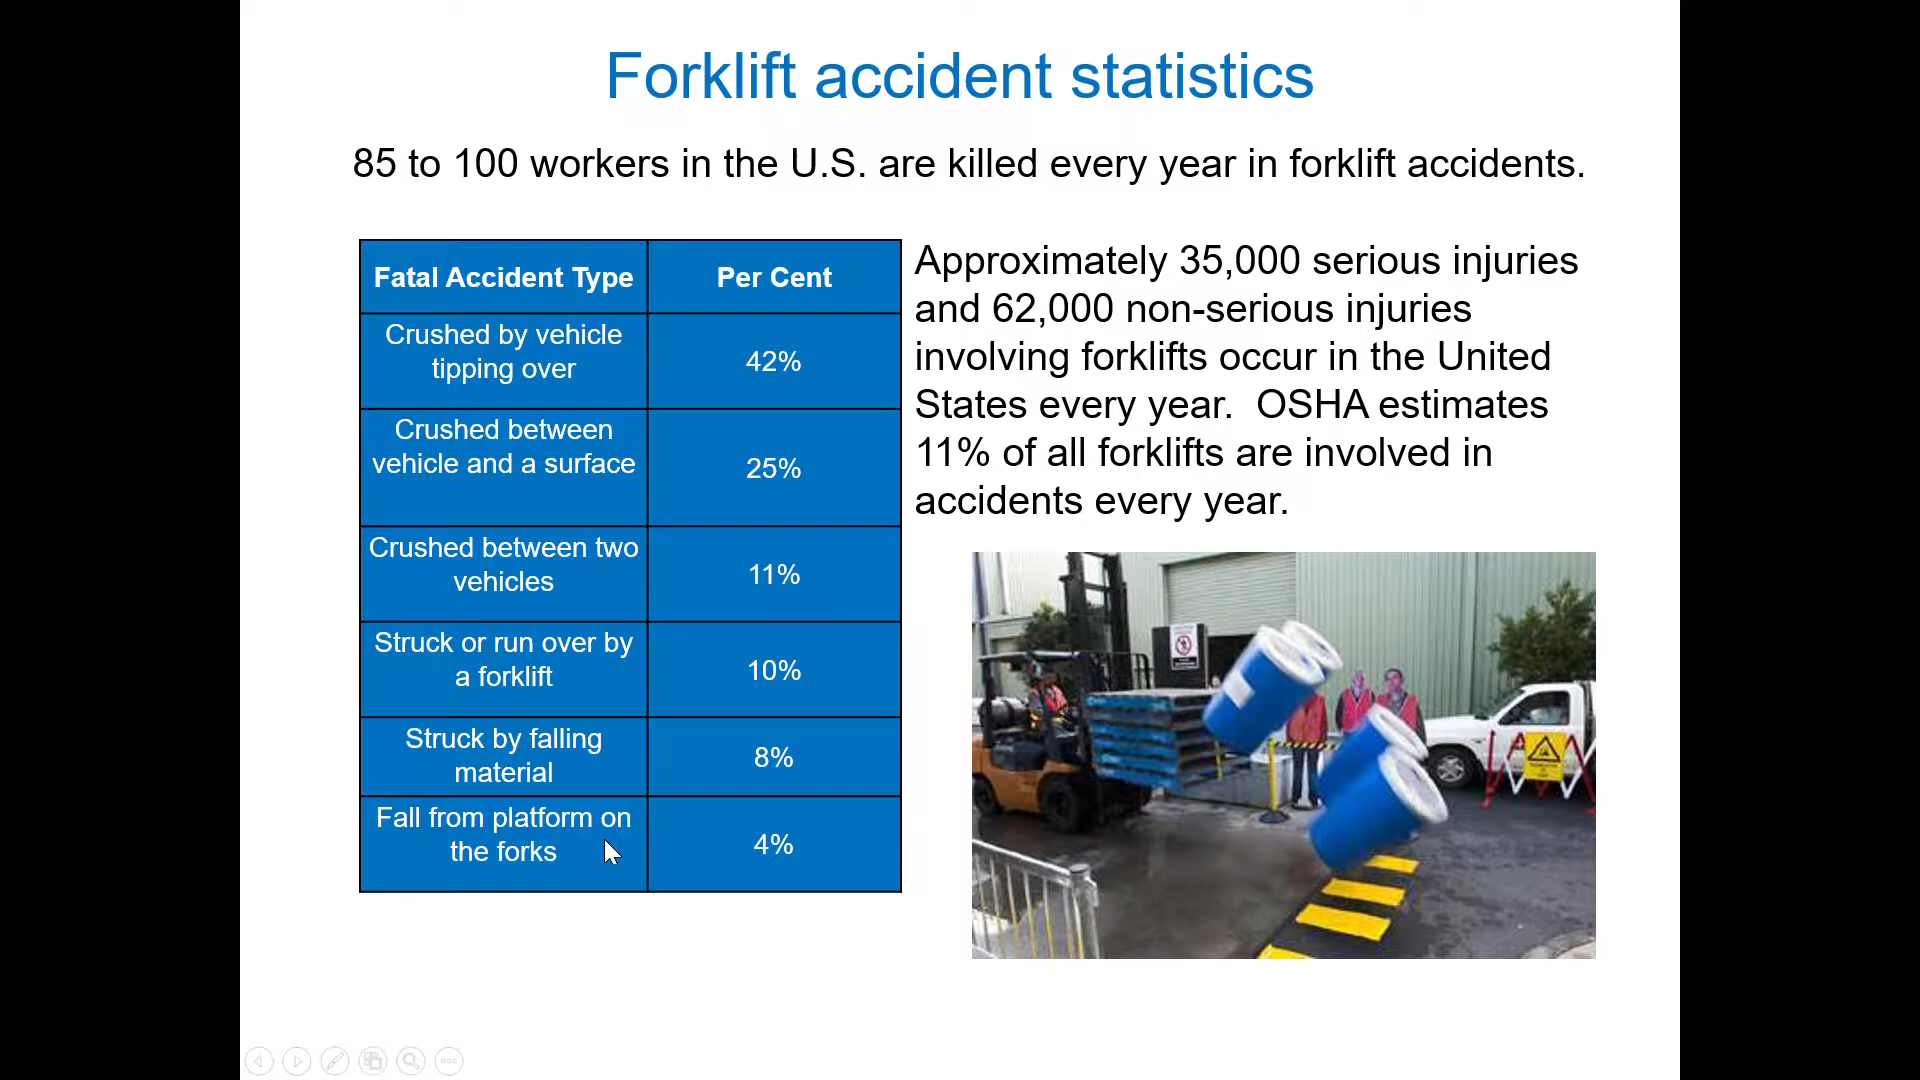 Forklift accident statistics
85 to 100 workers in the U.S. are killed every year in forklift accidents.
Fatal Accident Type
Per Cent
Crushed by vehicle
tipping over
42%
Crushed between
vehicle and a surface
25%
Crushed between two
vehicles
11%
Struck or run over by
a forklift
10%
Struck by falling
material
8%
Fall from platform on
the forks
4%
Approximately 35,000 serious injuries
and 62,000 non-serious injuries
involving forklifts occur in the United
States every year.  OSHA estimates
11% of all forklifts are involved in
accidents every year.